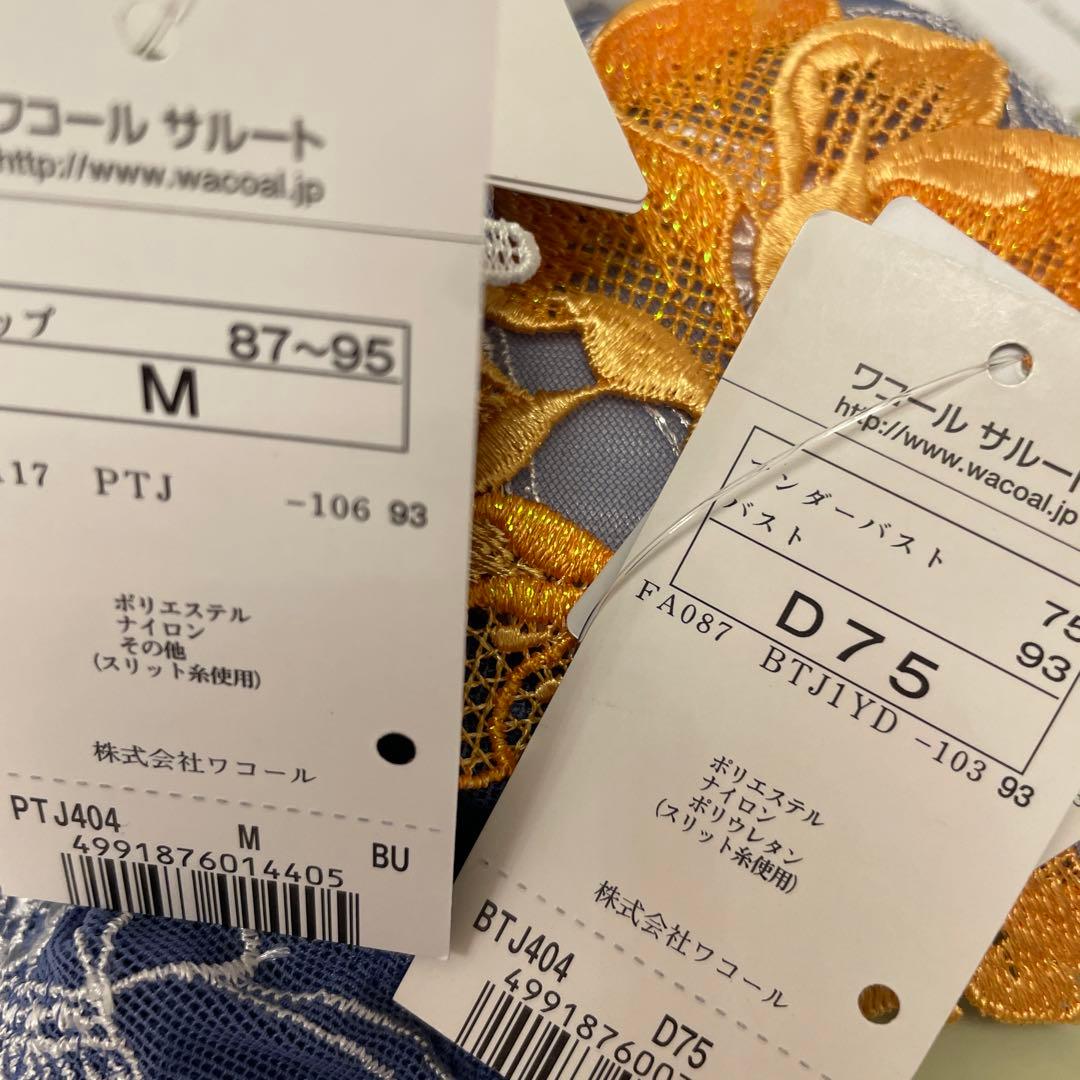 ワコール サルート
http://www.wacoal.jp
ップ 87~95
M
17 PTJ -106 93
ポリエステル
ナイロン
その他
(スリット糸使用)
株式会社ワコール
PTJ404 M BU
4991876014405
ワコール サルート
http://www.wacoal.jp
アンダーバスト 75
バスト 93
D75
FA087 BTJ1YD -103 93
ポリエステル
ナイロン
ポリウレタン
(スリット糸使用)
株式会社ワコール
BTJ404 D75
499187600